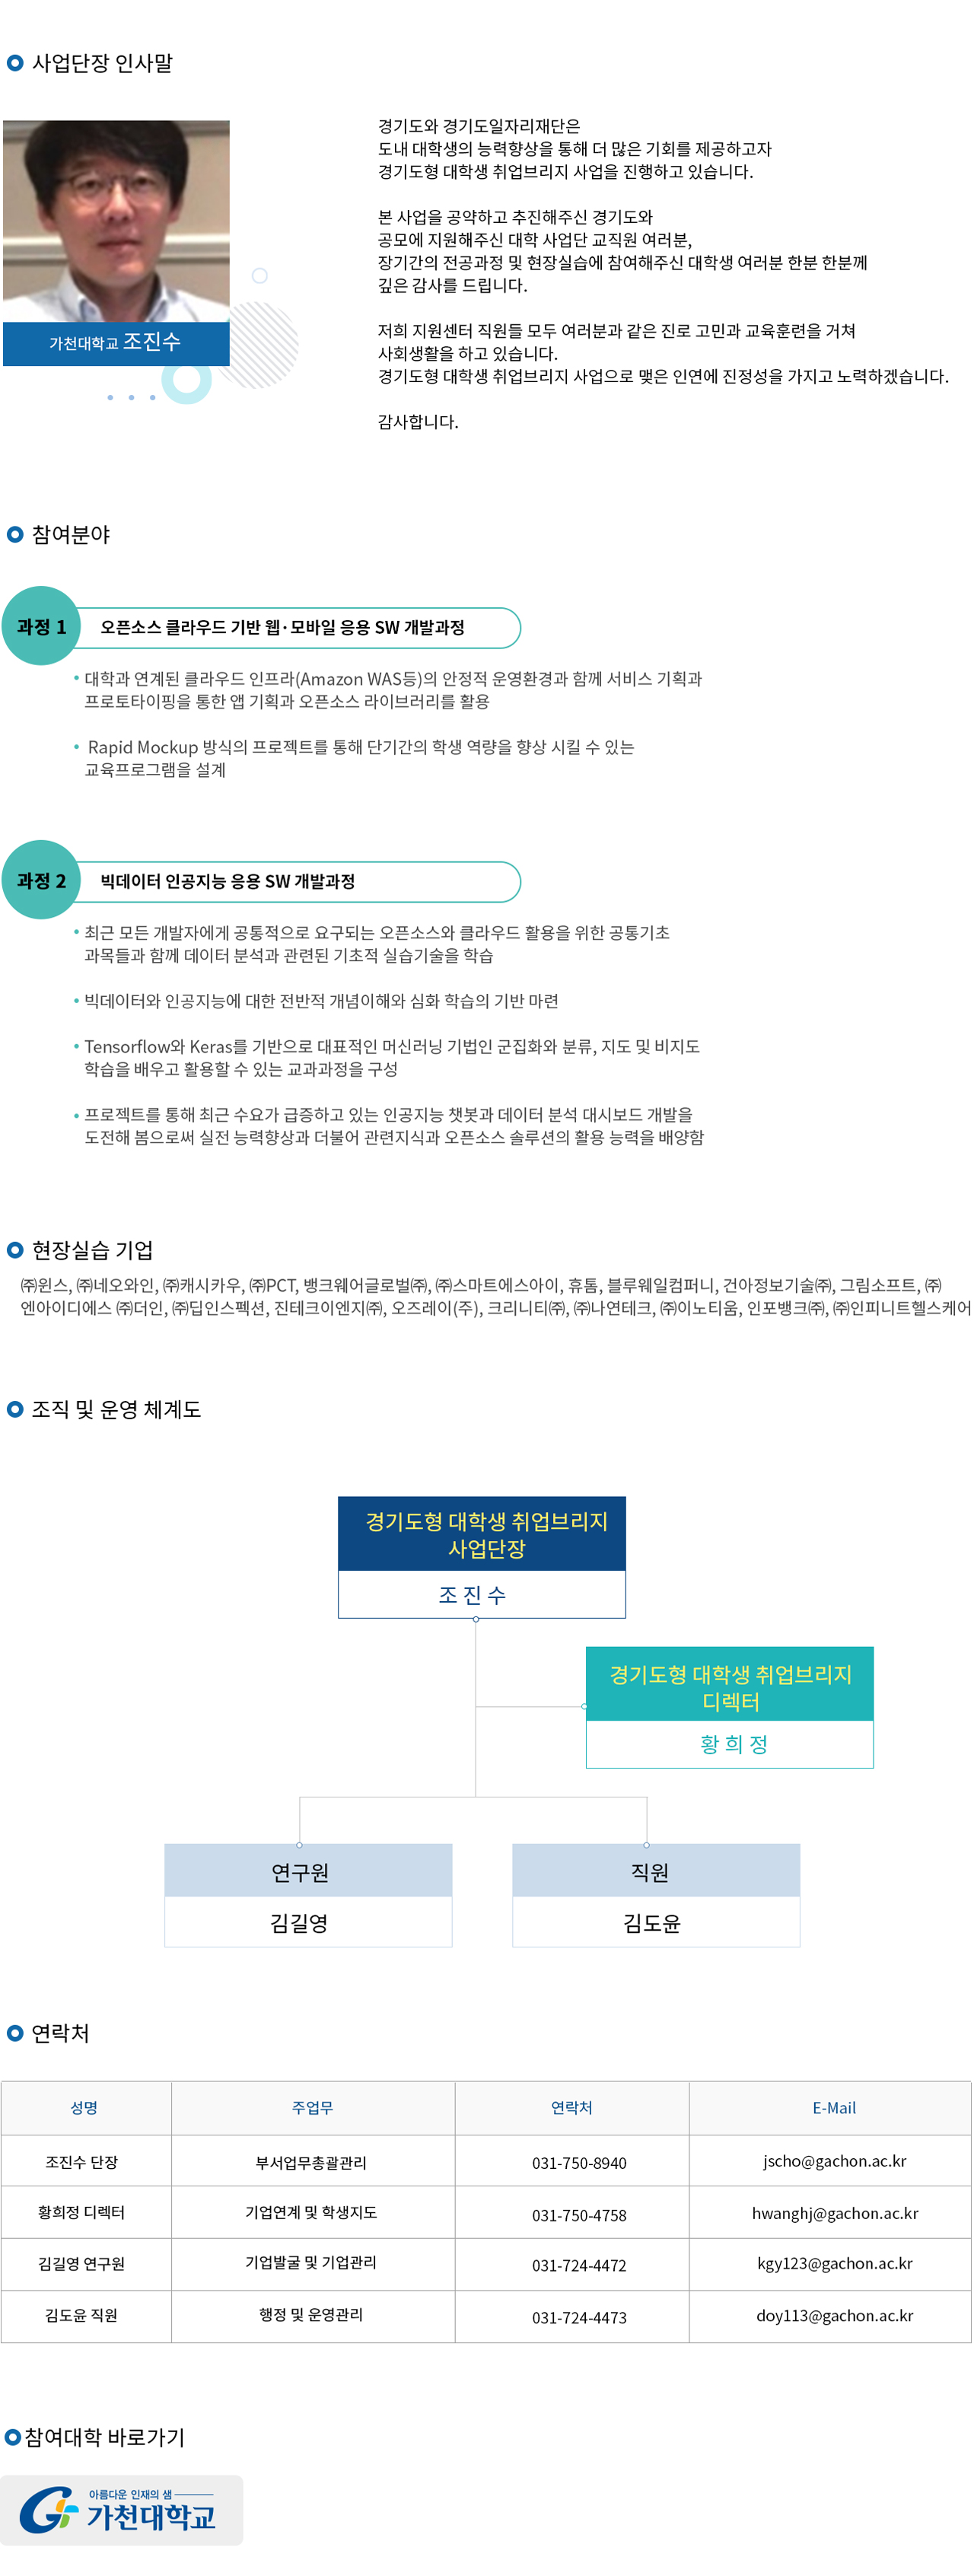 사업단장 인사말
경기도와 경기도일자리재단은
도내 대학생의 능력향상을 통해 더 많은 기회를 제공하고자
경기도형 대학생 취업브리지 사업을 진행하고 있습니다.
본 사업을 공약하고 추진해주신 경기도와
공모에 지원해주신 대학 사업단 교직원 여러분,
장기간의 전공과정 및 현장실습에 참여해주신 대학생 여러분 한분 한분께
깊은 감사를 드립니다.
저희 지원센터 직원들 모두 여러분과 같은 진로 고민과 교육훈련을 거쳐
사회생활을 하고 있습니다.
경기도형 대학생 취업브리지 사업으로 맺은 인연에 진정성을 가지고 노력하겠습니다.
감사합니다.
가천대학교 조진수
참여분야
과정 1 오픈소스 클라우드 기반 웹·모바일 응용 SW 개발과정
• 대학과 연계된 클라우드 인프라(Amazon WAS등)의 안정적 운영환경과 함께 서비스 기획과
프로토타이핑을 통한 앱 기획과 오픈소스 라이브러리를 활용
• Rapid Mockup 방식의 프로젝트를 통해 단기간의 학생 역량을 향상 시킬 수 있는
교육프로그램을 설계
과정 2 빅데이터 인공지능 응용 SW 개발과정
• 최근 모든 개발자에게 공통적으로 요구되는 오픈소스와 클라우드 활용을 위한 공통기초
과목들과 함께 데이터 분석과 관련된 기초적 실습기술을 학습
• 빅데이터와 인공지능에 대한 전반적 개념이해와 심화 학습의 기반 마련
• Tensorflow와 Keras를 기반으로 대표적인 머신러닝 기법인 군집화와 분류, 지도 및 비지도
학습을 배우고 활용할 수 있는 교과과정을 구성
• 프로젝트를 통해 최근 수요가 급증하고 있는 인공지능 챗봇과 데이터 분석 대시보드 개발을
도전해 봄으로써 실전 능력향상과 더불어 관련지식과 오픈소스 솔루션의 활용 능력을 배양함
현장실습 기업
㈜윈스, ㈜네오와인, ㈜캐시카우, ㈜PCT, 뱅크웨어글로벌㈜, ㈜스마트에스아이, 휴톰, 블루웨일컴퍼니, 건아정보기술㈜, 그림소프트, ㈜
엔아이디에스 ㈜더인, ㈜딥인스펙션, 진테크이엔지㈜, 오즈레이(주), 크리니티㈜, ㈜나연테크, ㈜이노티움, 인포뱅크㈜, ㈜인피니트헬스케어
조직 및 운영 체계도
경기도형 대학생 취업브리지
사업단장
조 진 수
경기도형 대학생 취업브리지
디렉터
황 희 정
연구원 직원
김길영 김도윤
연락처
성명 주업무 연락처 E-Mail
조진수 단장 부서업무총괄관리 031-750-8940 jscho@gachon.ac.kr
황희정 디렉터 기업연계 및 학생지도 031-750-4758 hwanghj@gachon.ac.kr
김길영 연구원 기업발굴 및 기업관리 031-724-4472 kgy123@gachon.ac.kr
김도윤 직원 행정 및 운영관리 031-724-4473 doy113@gachon.ac.kr
참여대학 바로가기
아름다운 인재의 샘
가천대학교